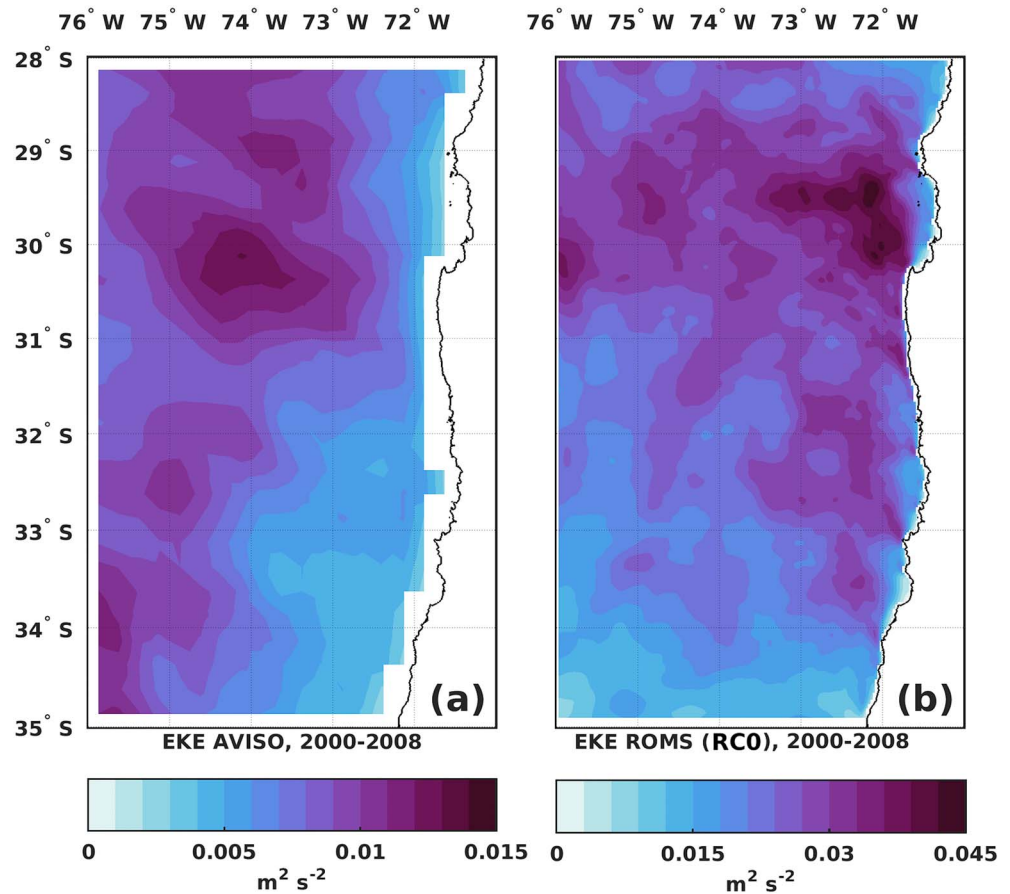 76° W 75° W 74° W 73° W 72° W
76° W 75° W 74° W 73° W 72° W
28° S
29° S
30° S
31° S
32° S
33° S
34° S
35° S
(a)
(b)
EKE AVISO, 2000-2008
EKE ROMS (RC0), 2000-2008
0 0.005 0.01 0.015
m² s⁻²
0 0.015 0.03 0.045
m² s⁻²